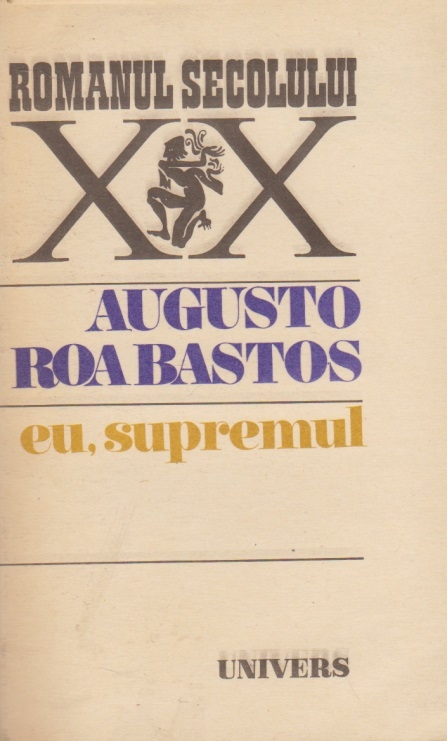 ROMANUL SECOLULUI
XX
AUGUSTO
ROA BASTOS
eu, supremul
UNIVERS